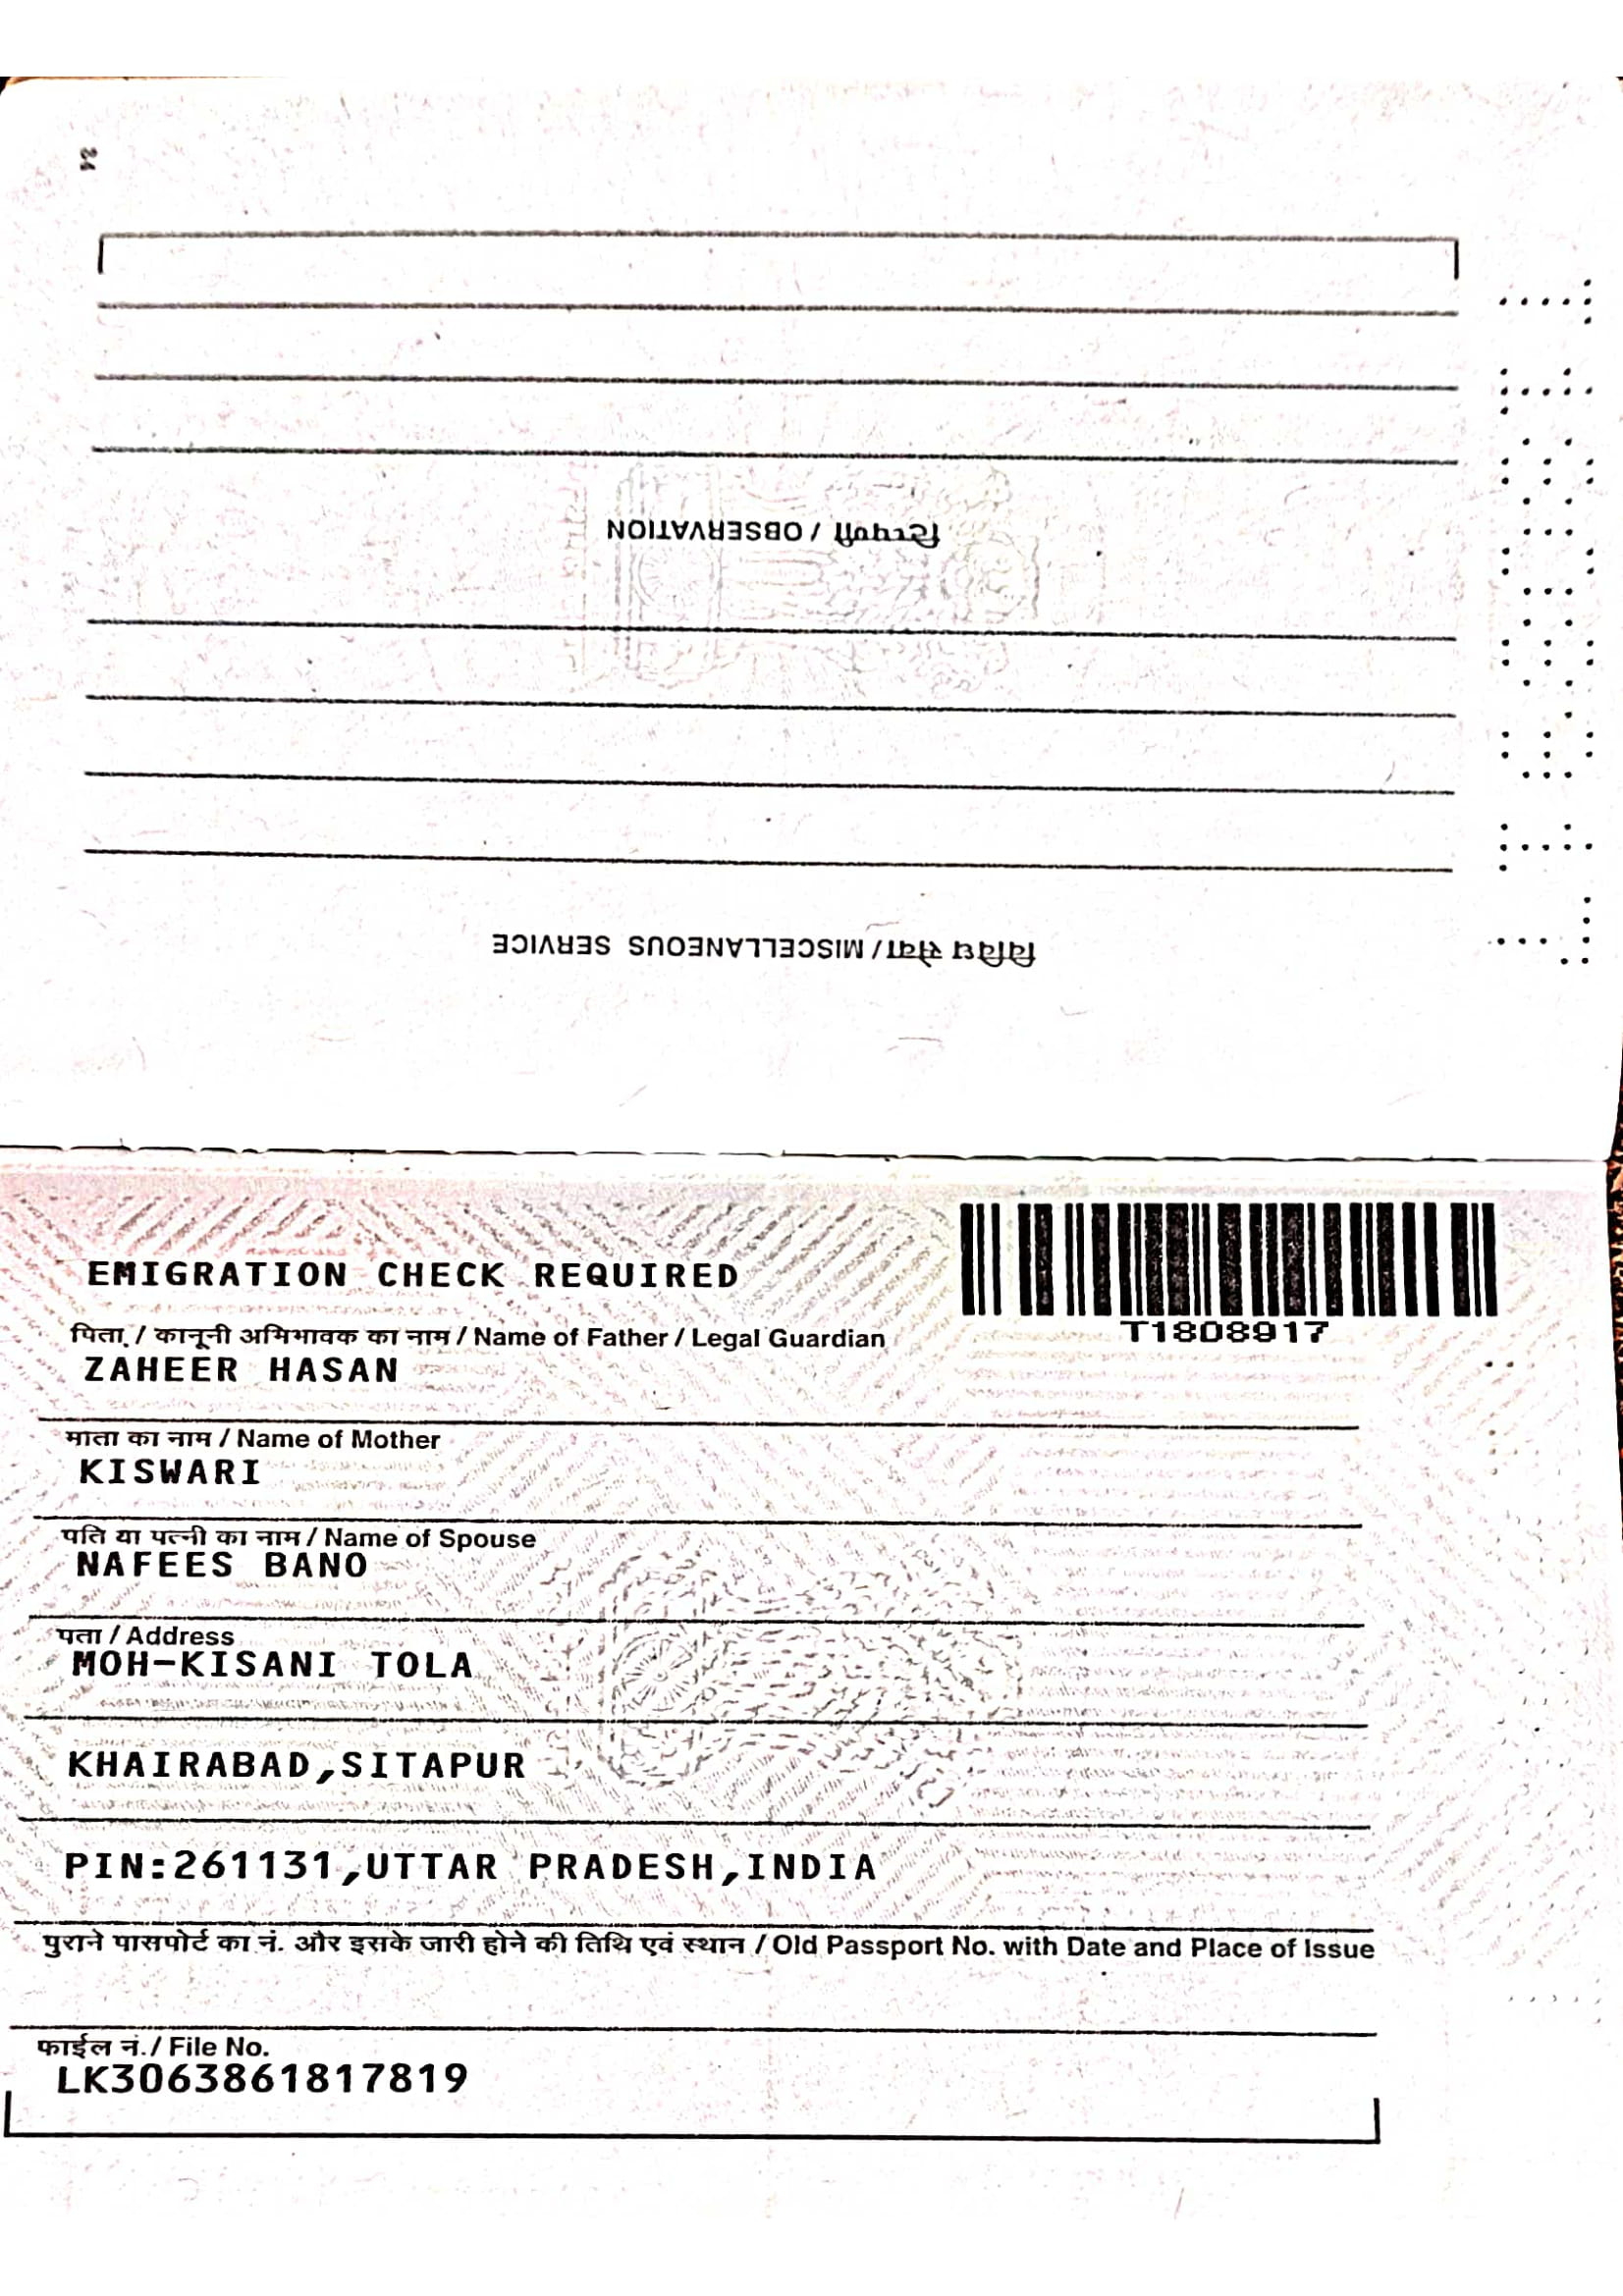 34
टिप्पणी / OBSERVATION
विविध सेवा / MISCELLANEOUS SERVICE
EMIGRATION CHECK REQUIRED
T1808917
पिता / कानूनी अभिभावक का नाम / Name of Father / Legal Guardian
ZAHEER HASAN
माता का नाम / Name of Mother
KISWARI
पति या पत्नी का नाम / Name of Spouse
NAFEES BANO
पता / Address
MOH-KISANI TOLA
KHAIRABAD,SITAPUR
PIN:261131,UTTAR PRADESH,INDIA
पुराने पासपोर्ट का नं. और इसके जारी होने की तिथि एवं स्थान / Old Passport No. with Date and Place of Issue
फाईल नं. / File No.
LK3063861817819